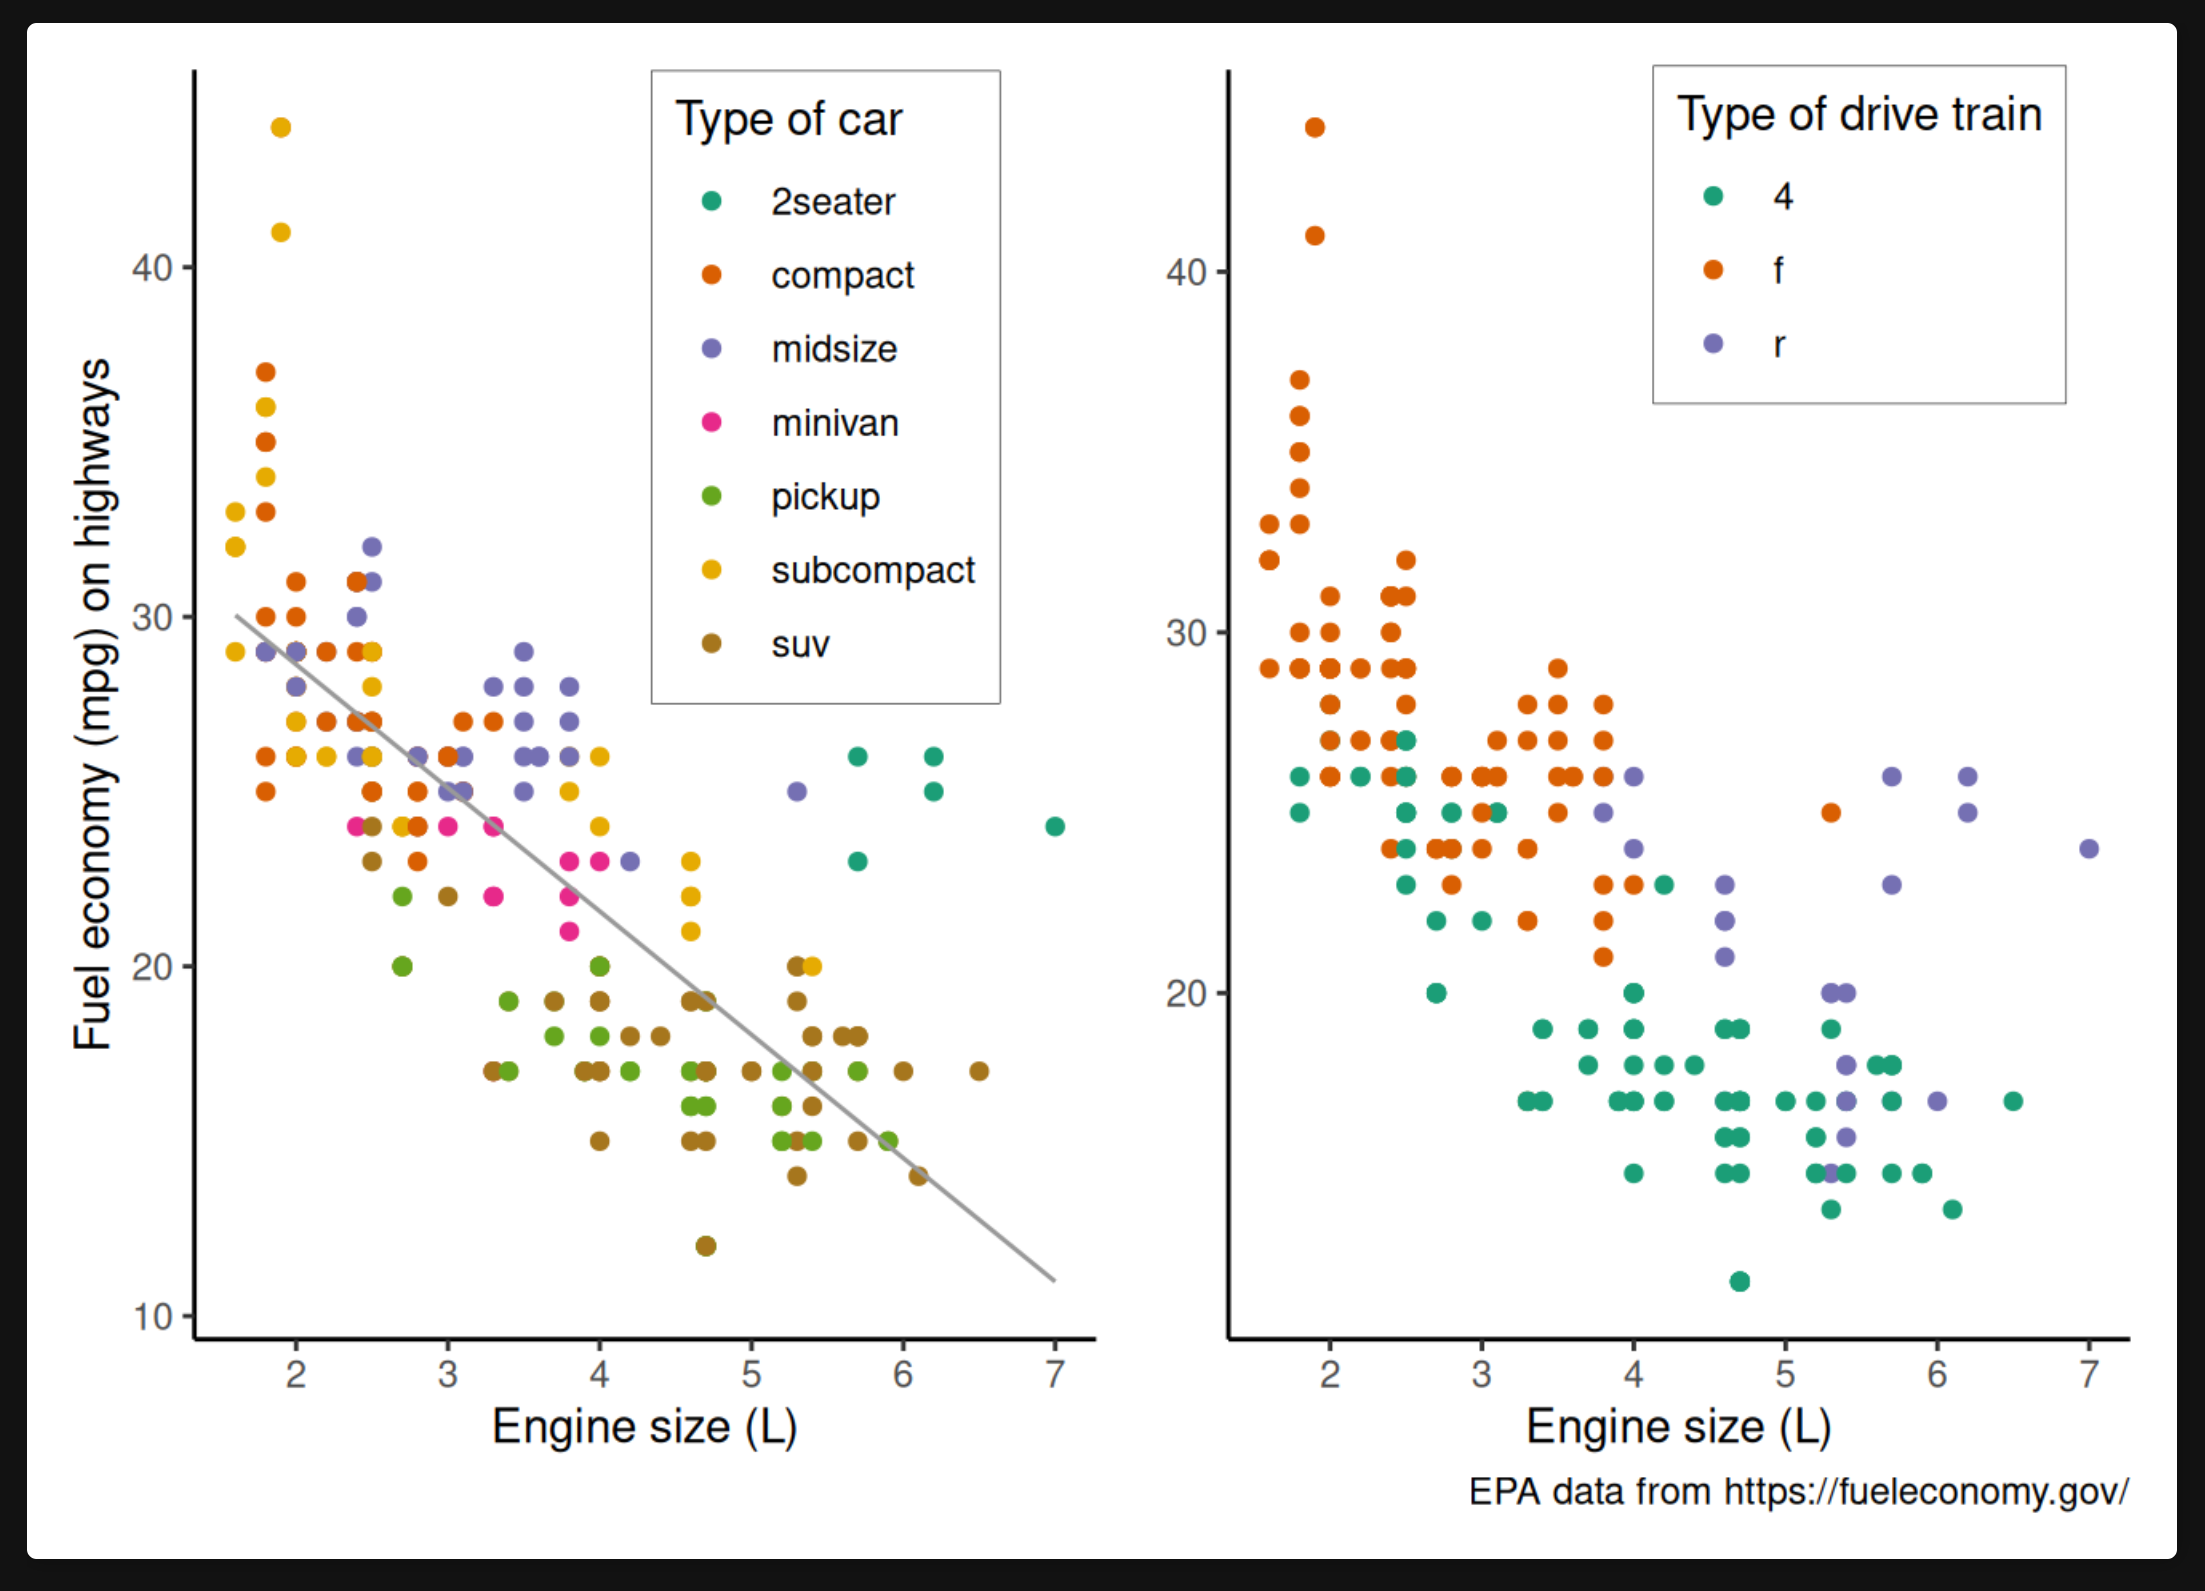 Type of car
2seater
compact
midsize
minivan
pickup
subcompact
suv
Fuel economy (mpg) on highways
40
30
20
10
2 3 4 5 6 7
Engine size (L)
Type of drive train
4
f
r
40
30
20
2 3 4 5 6 7
Engine size (L)
EPA data from https://fueleconomy.gov/